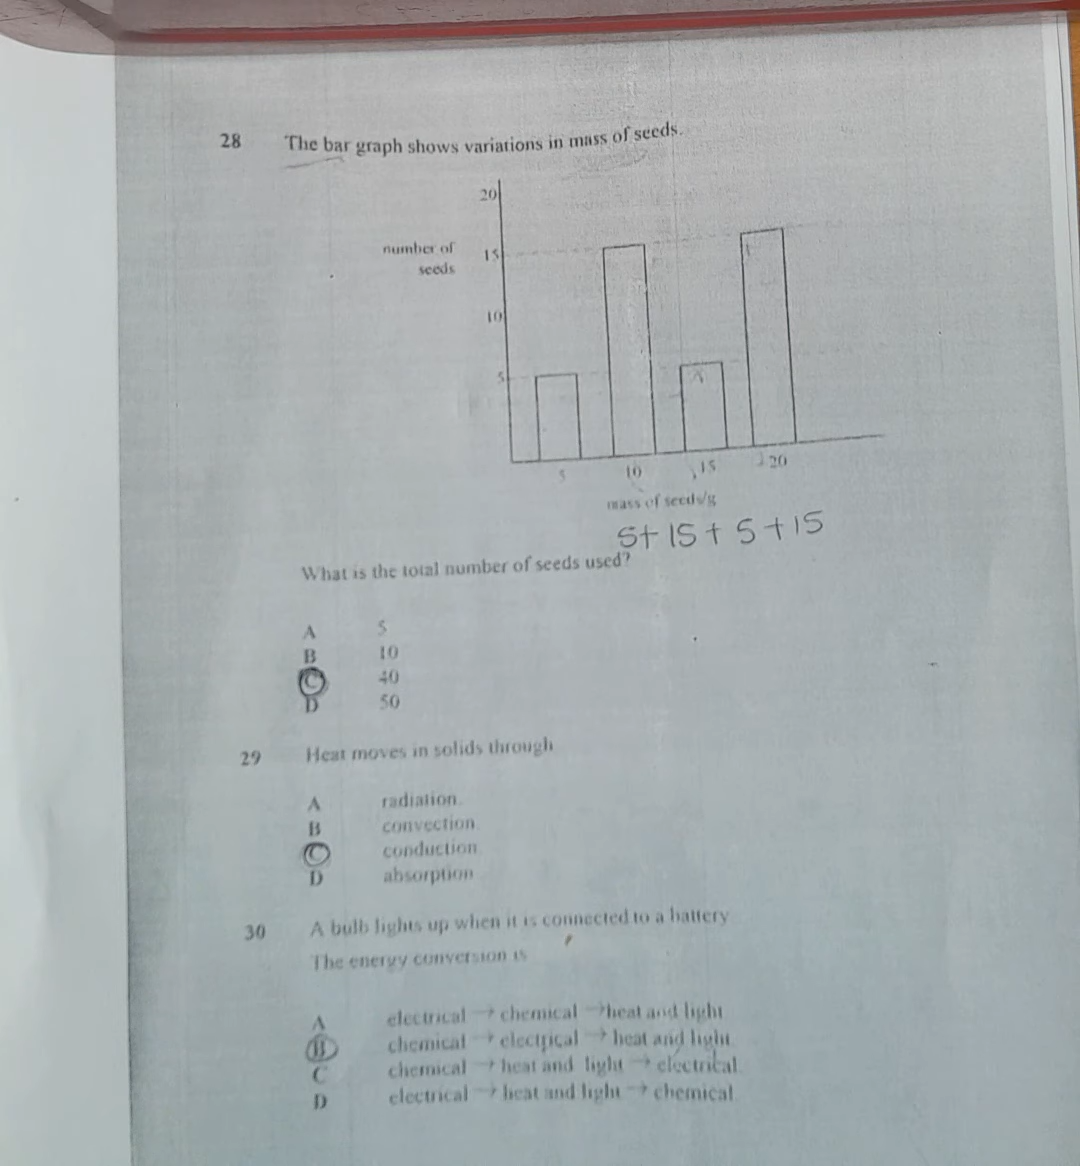 28 The bar graph shows variations in mass of seeds.
20
number of
seeds
15
10
5
5 10 15 20
mass of seeds/g
5+ 15 + 5 + 15
What is the total number of seeds used?
A 5
B 10
C 40
D 50
29 Heat moves in solids through
A radiation.
B convection.
C conduction.
D absorption
30 A bulb lights up when it is connected to a battery
The energy conversion is
A electrical → chemical → heat and light
B chemical → electrical → heat and light
C chemical → heat and light → electrical.
D electrical → heat and light → chemical.